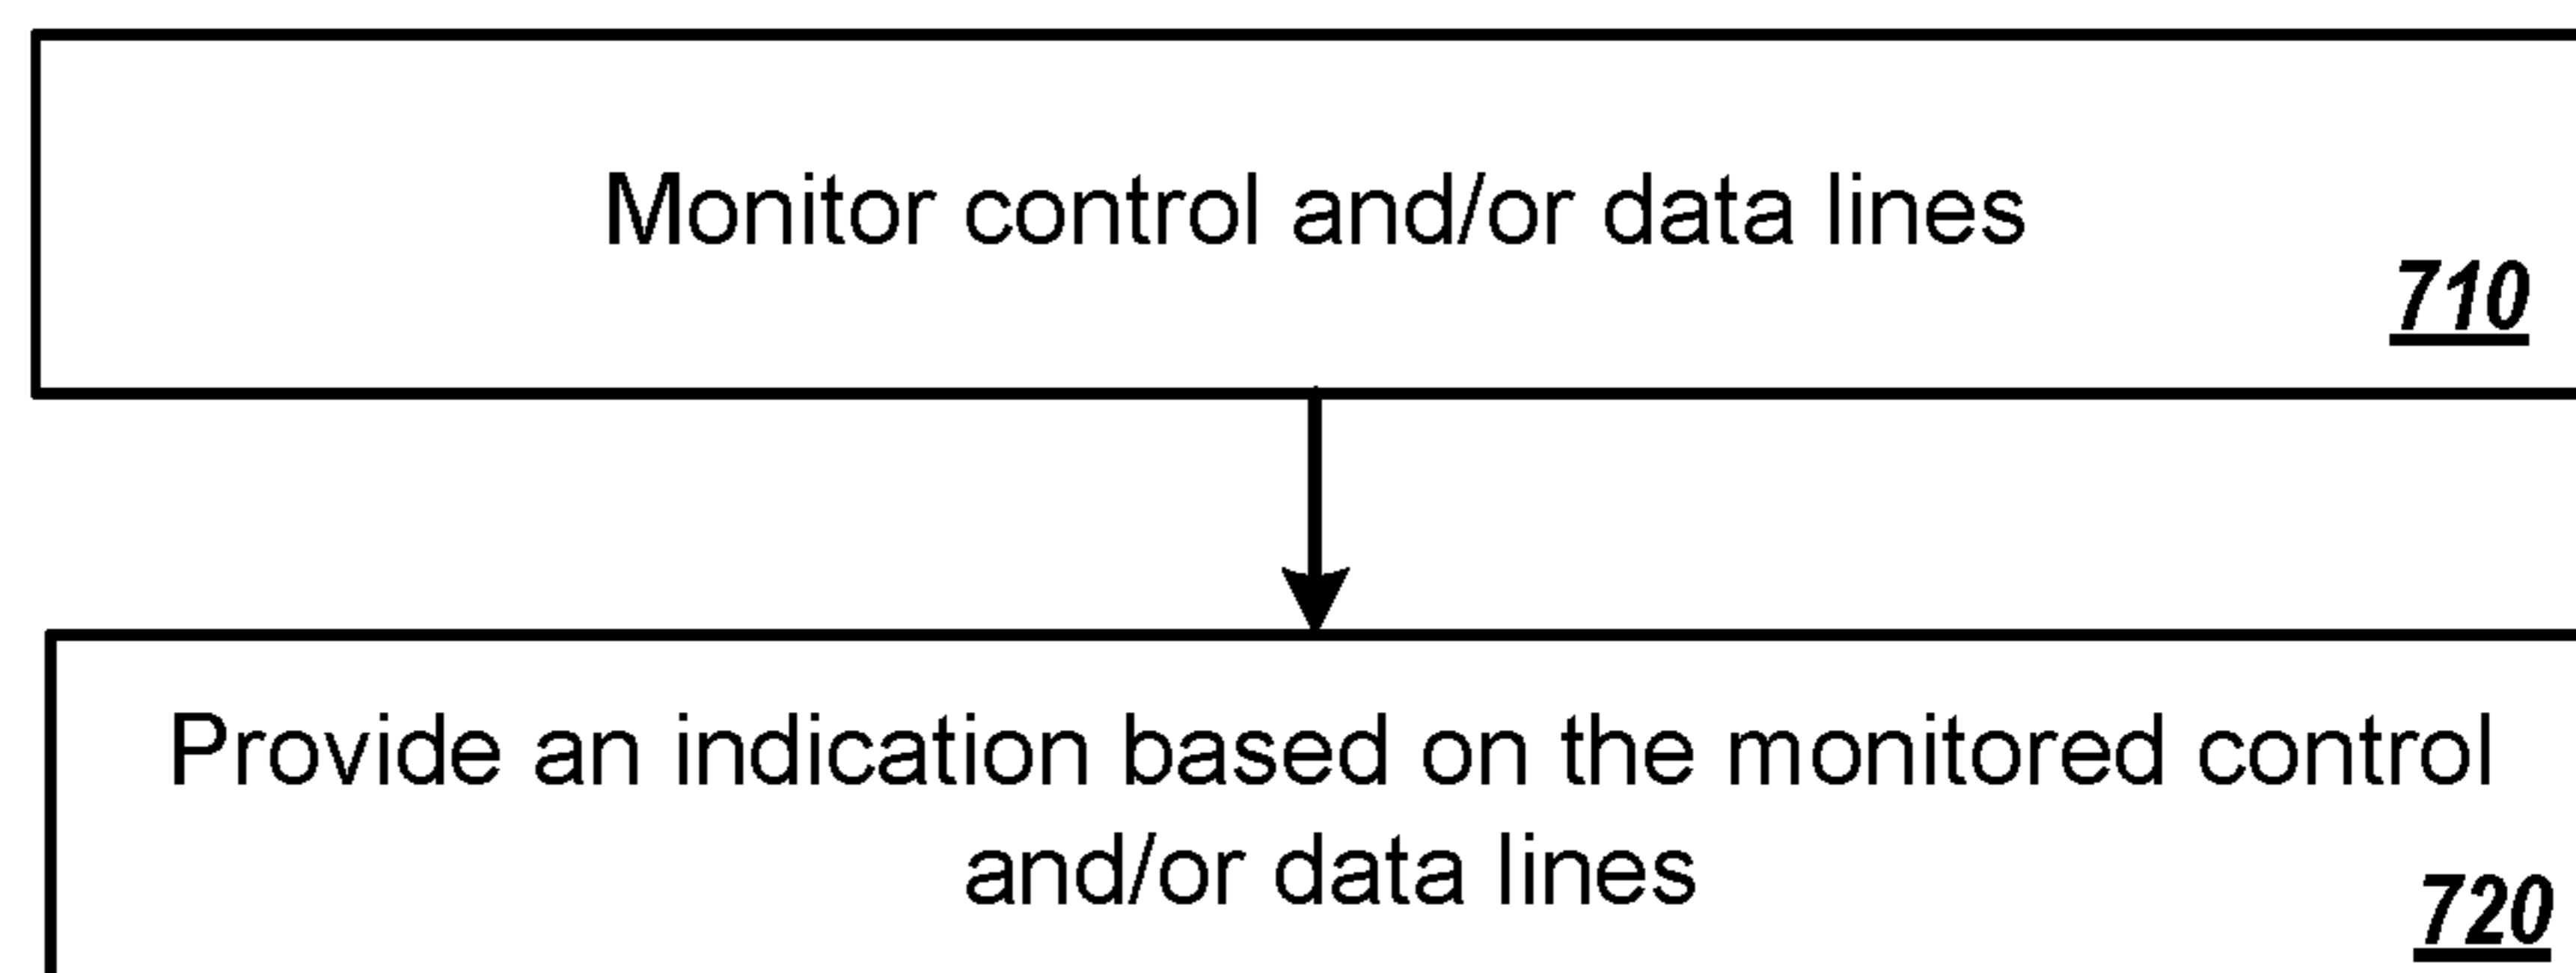 Monitor control and/or data lines
710
Provide an indication based on the monitored control
and/or data lines
720